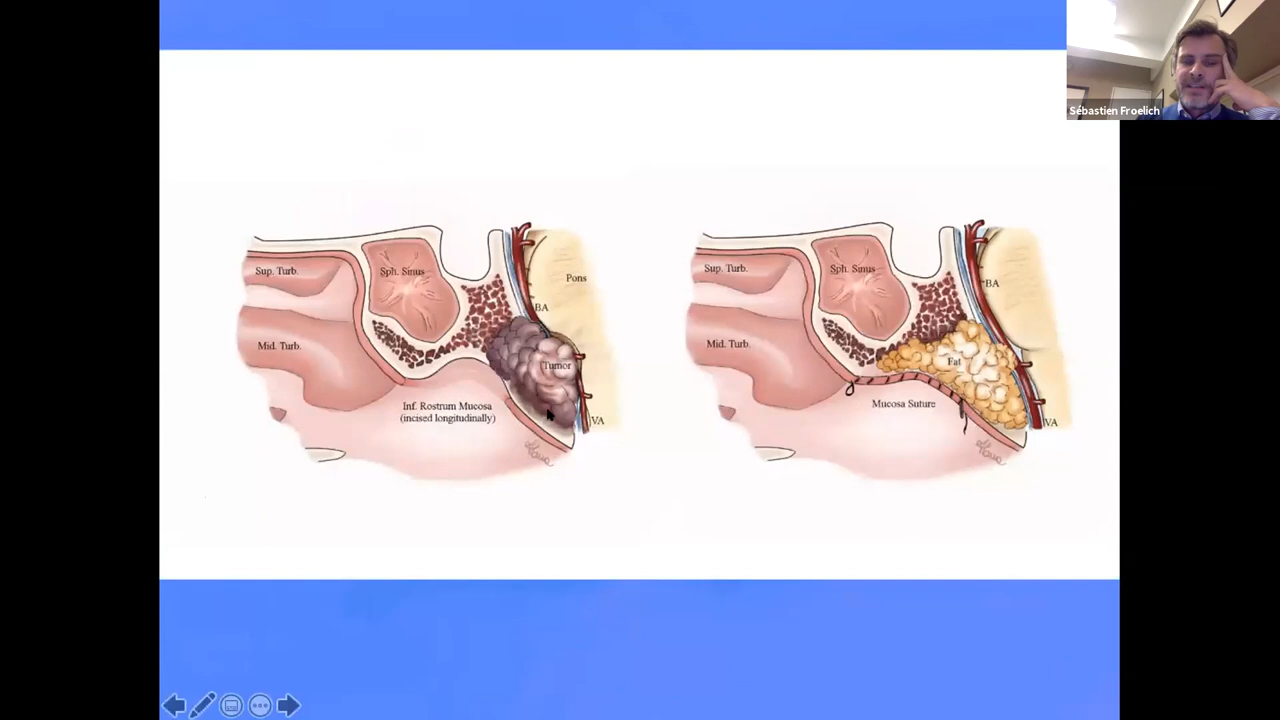 Sébastien Froelich
Sup. Turb.
Sph. Sinus
Pons
BA
Mid. Turb.
Tumor
Inf. Rostrum Mucosa
(incised longitudinally)
VA
Sup. Turb.
Sph. Sinus
BA
Mid. Turb.
Fat
Mucosa Suture
VA